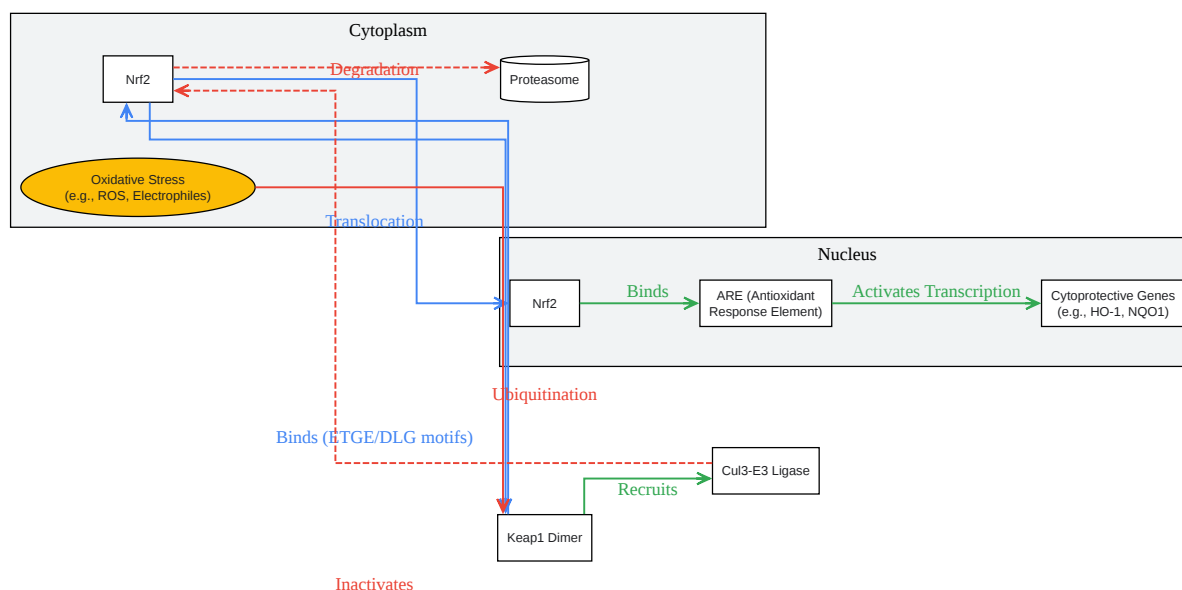 Cytoplasm
Nrf2
Degradation
Proteasome
Oxidative Stress
(e.g., ROS, Electrophiles)
Translocation
Nucleus
Nrf2
Binds
ARE (Antioxidant
Response Element)
Activates Transcription
Cytoprotective Genes
(e.g., HO-1, NQO1)
Ubiquitination
Binds (ETGE/DLG motifs)
Cul3-E3 Ligase
Recruits
Keap1 Dimer
Inactivates